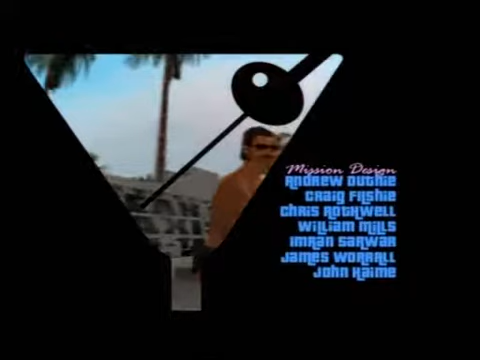 Mission Design
Andrew Duthie
Craig Filshie
Chris Rothwell
William Mills
Imran Sarwar
James Worrall
John Haime